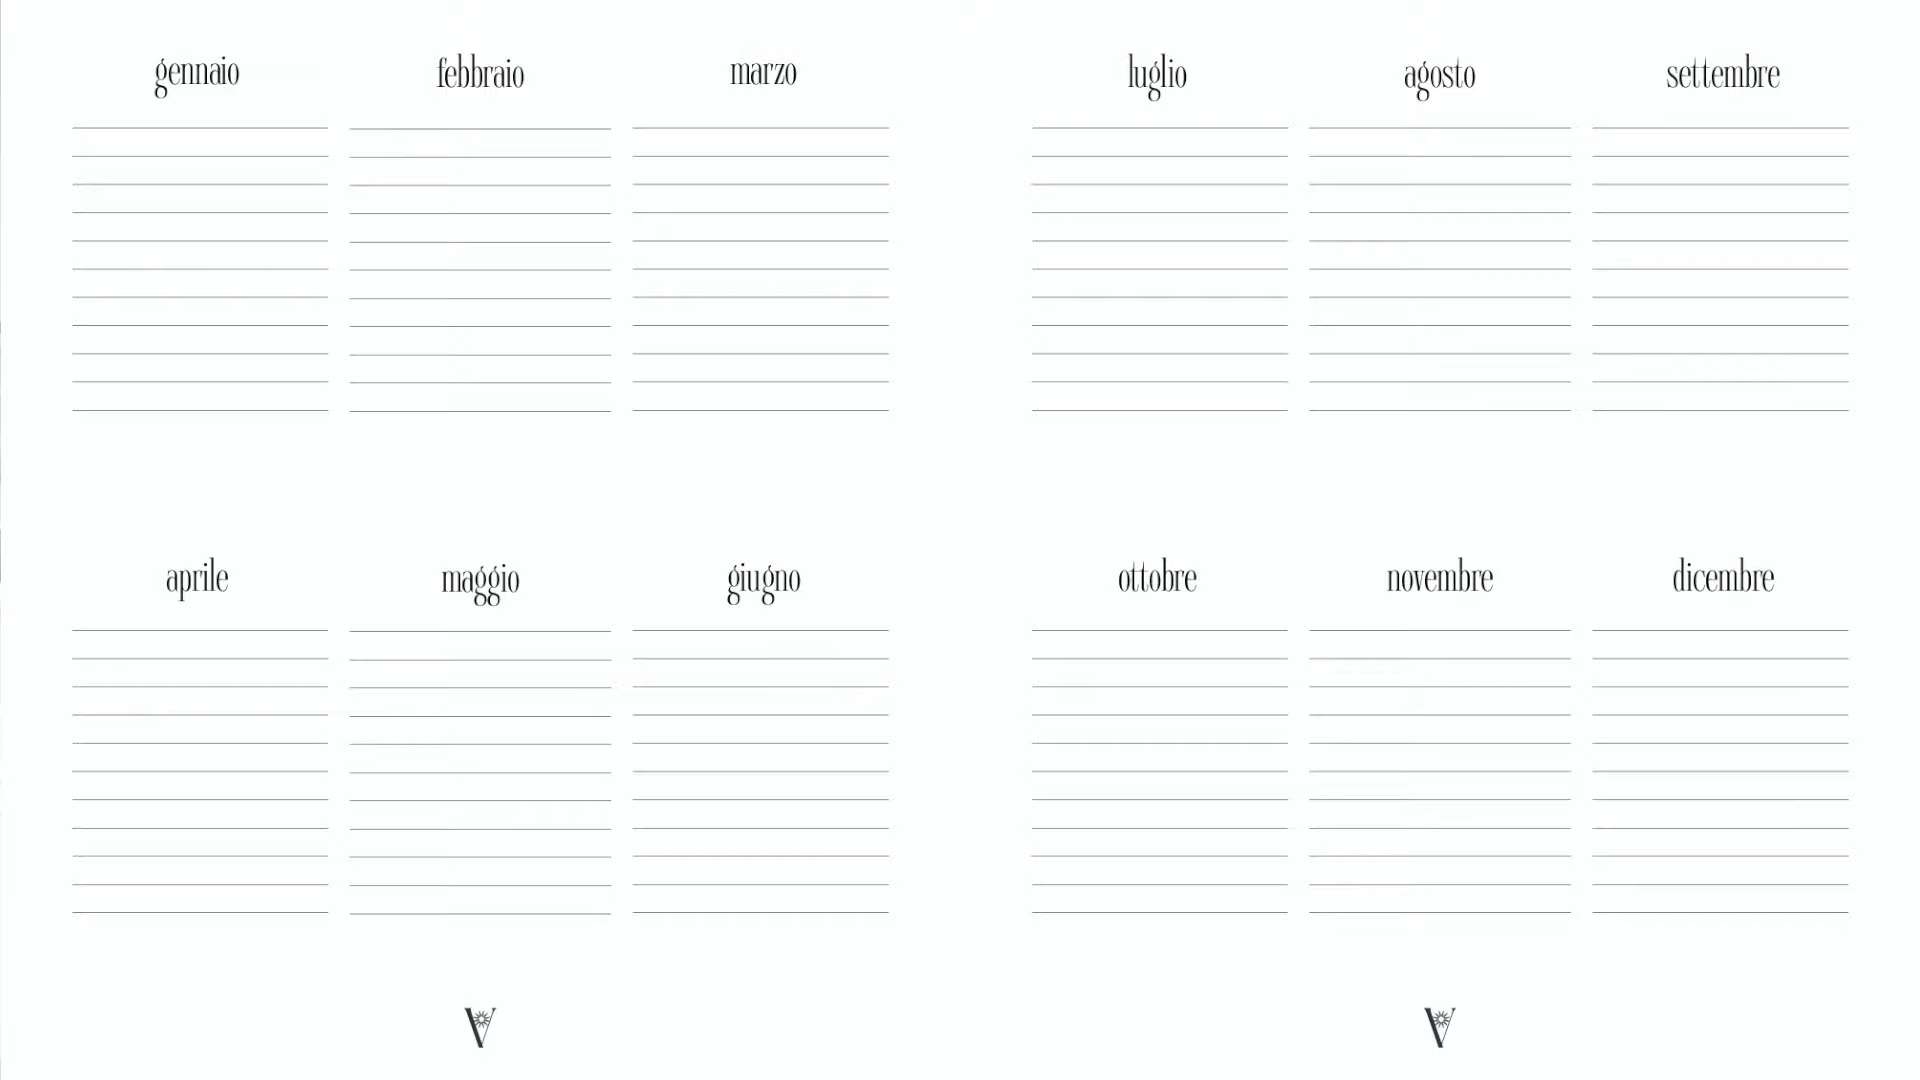 gennaio febbraio marzo
aprile maggio giugno
V
luglio agosto settembre
ottobre novembre dicembre
V